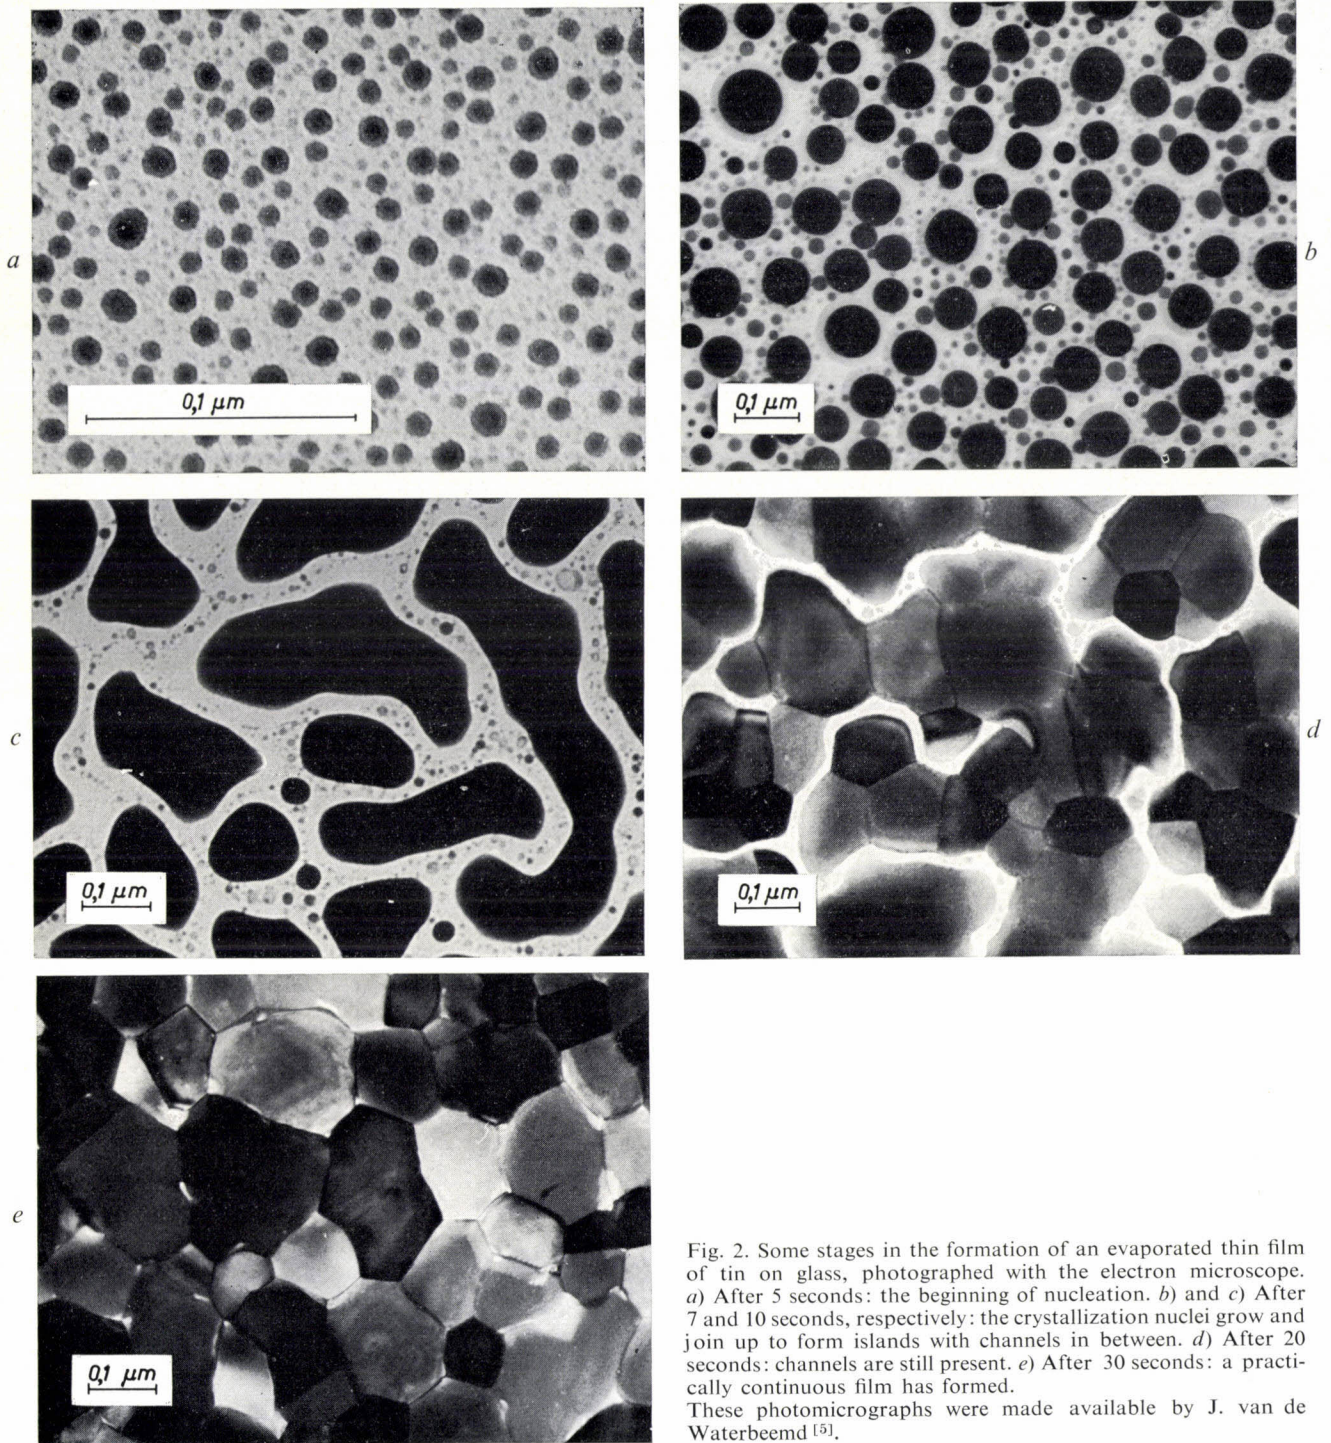 a
0,1 μm
b
0,1 μm
c
0,1 μm
d
0,1 μm
e
0,1 μm
Fig. 2. Some stages in the formation of an evaporated thin film
of tin on glass, photographed with the electron microscope.
a) After 5 seconds: the beginning of nucleation. b) and c) After
7 and 10 seconds, respectively: the crystallization nuclei grow and
join up to form islands with channels in between. d) After 20
seconds: channels are still present. e) After 30 seconds: a practi-
cally continuous film has formed.
These photomicrographs were made available by J. van de
Waterbeemd [5].